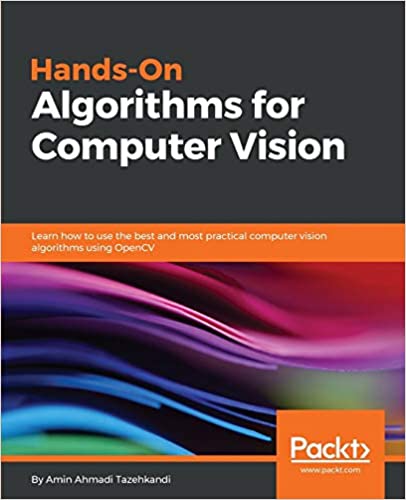 Hands-On
Algorithms for
Computer Vision
Learn how to use the best and most practical computer vision
algorithms using OpenCV
Packt>
www.packt.com
By Amin Ahmadi Tazehkandi